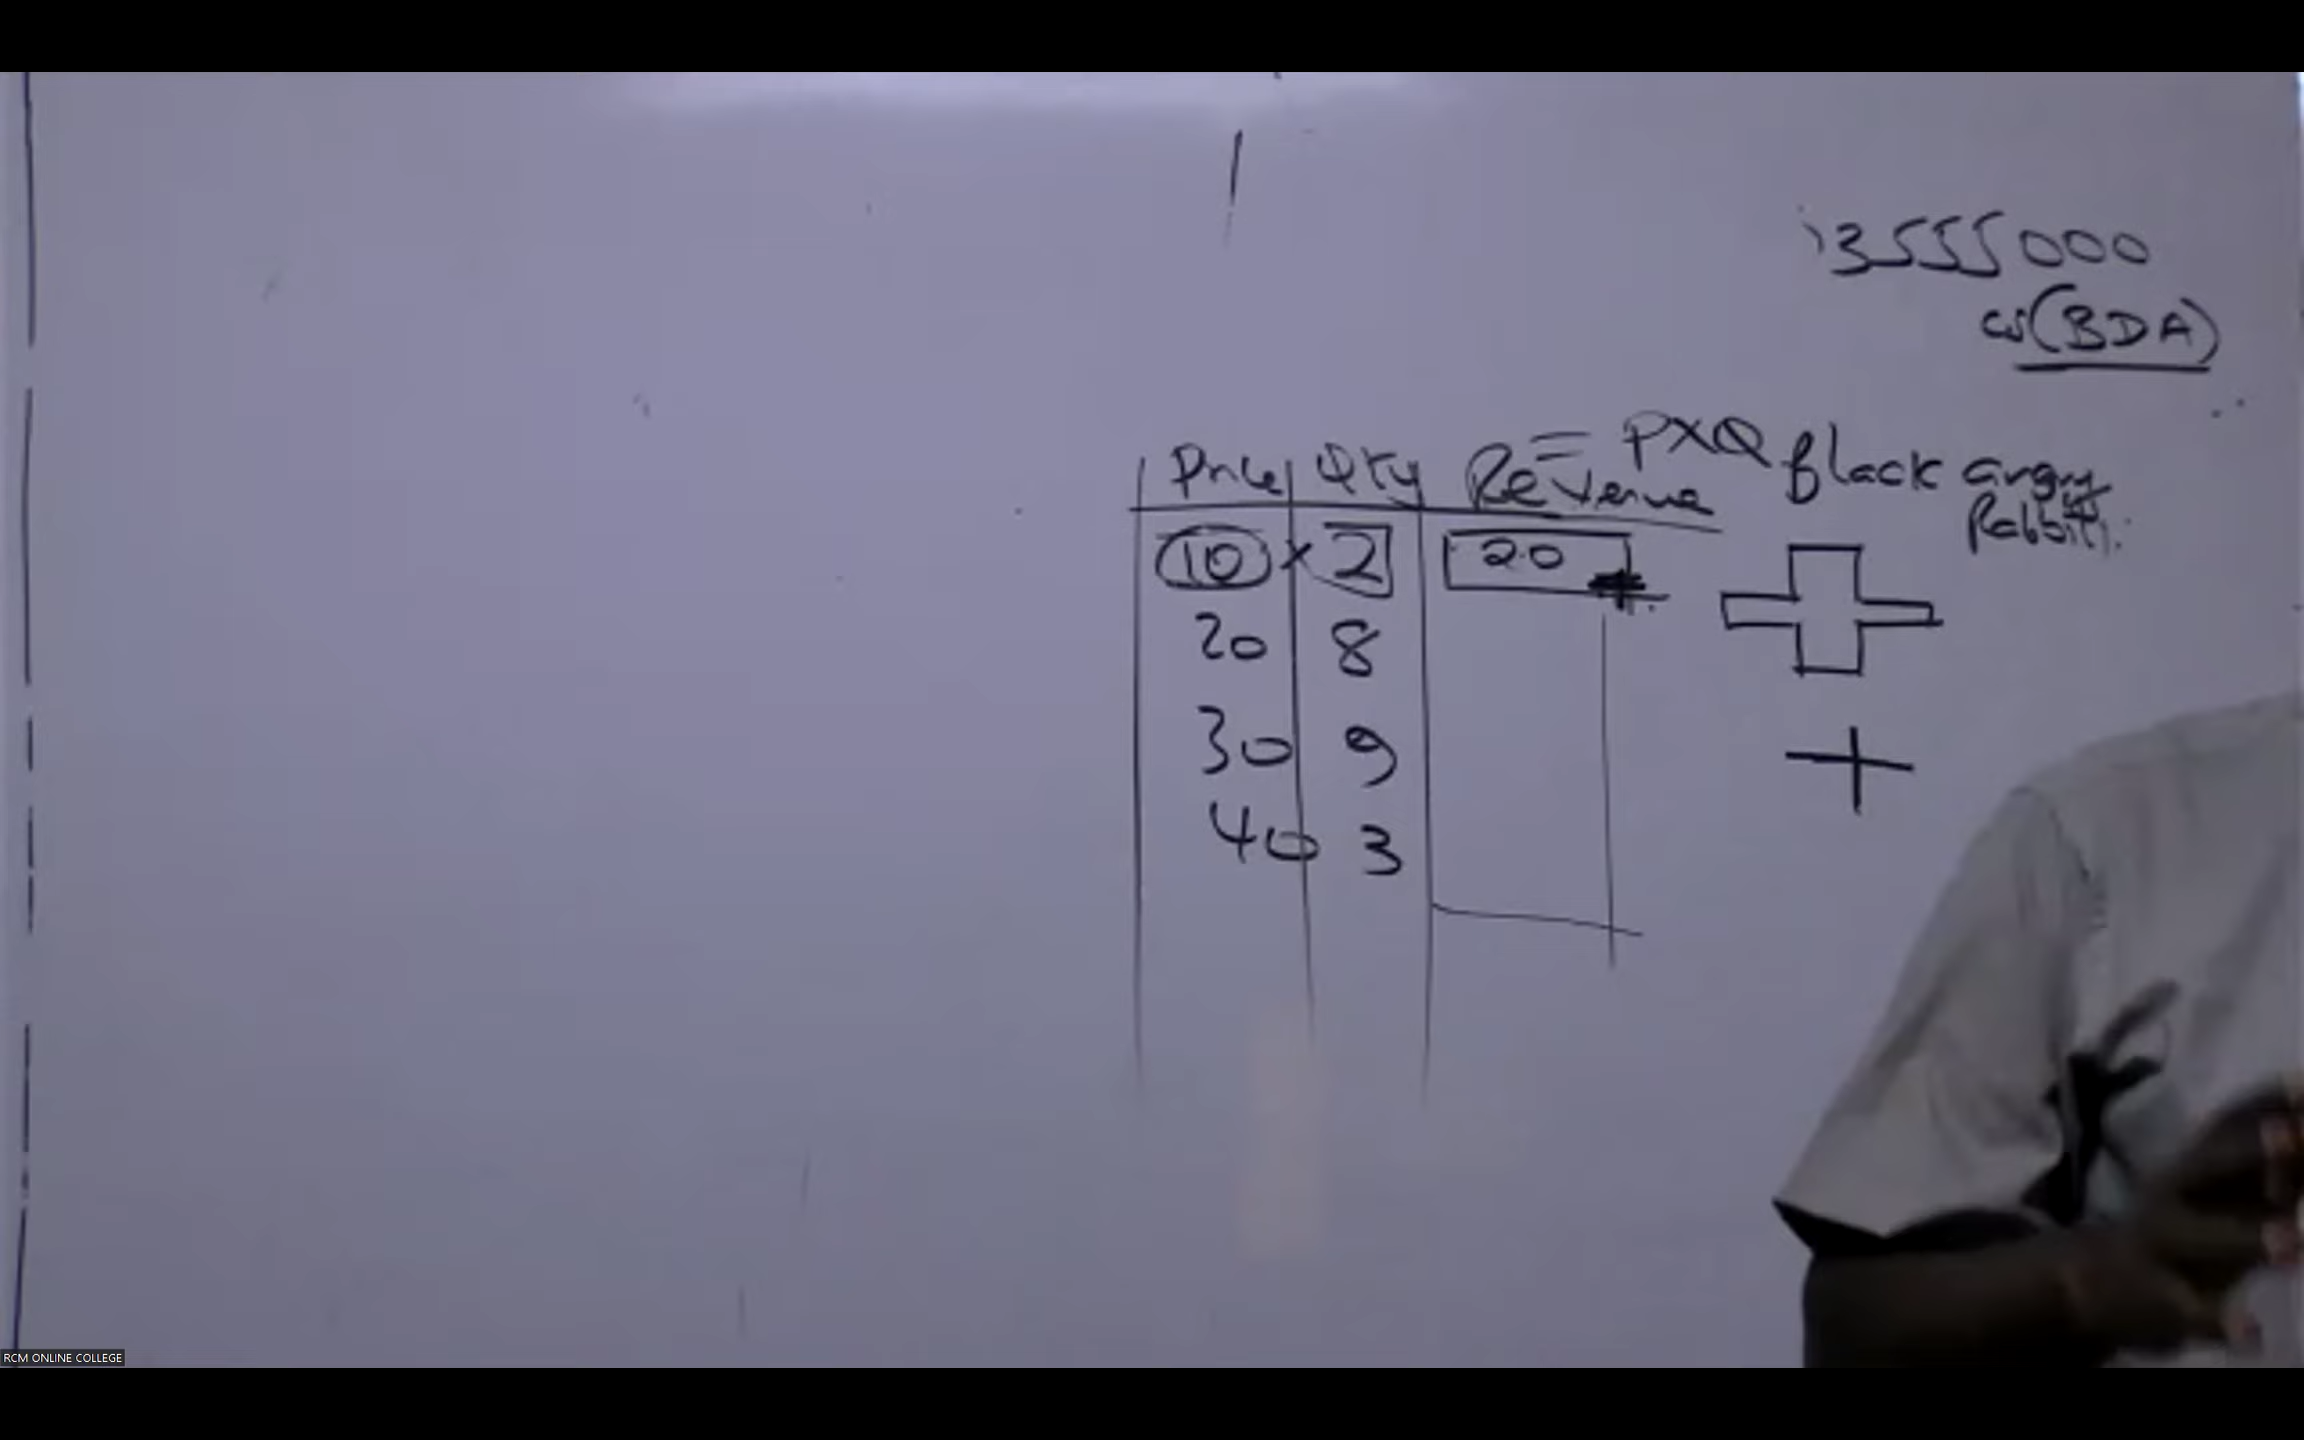 13555000
cs(BDA)
Price Qty Revenue = PXQ
black angry
Rabbit.
10 x 2 20
20 8
30 9
40 3
RCM ONLINE COLLEGE